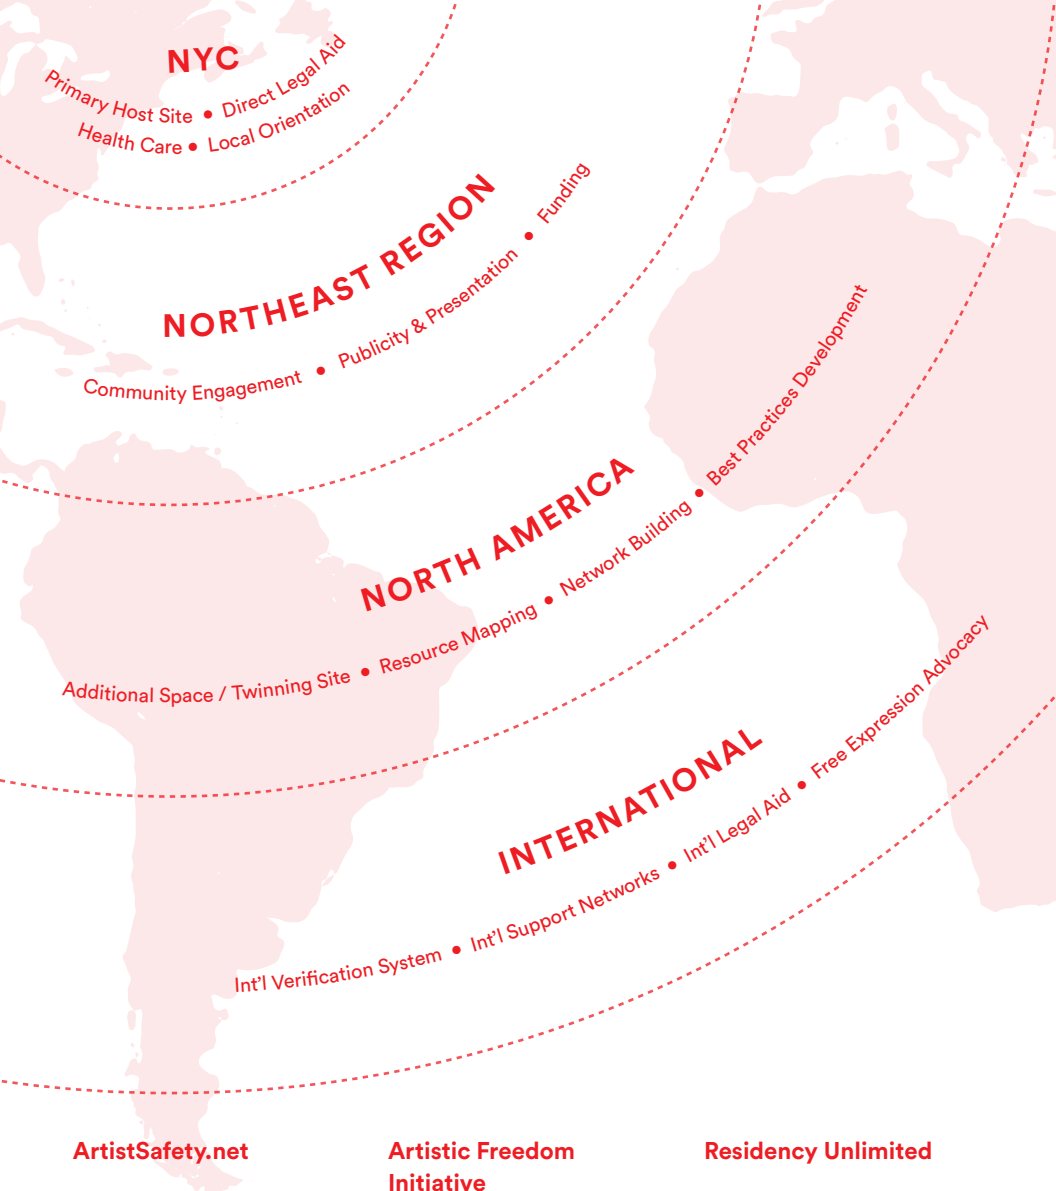 NYC
Primary Host Site • Direct Legal Aid
Health Care • Local Orientation
NORTHEAST REGION
Community Engagement • Publicity & Presentation • Funding
NORTH AMERICA
Additional Space / Twinning Site • Resource Mapping • Network Building • Best Practices Development
INTERNATIONAL
Int’l Verification System • Int’l Support Networks • Int’l Legal Aid • Free Expression Advocacy
ArtistSafety.net
Artistic Freedom
Initiative
Residency Unlimited